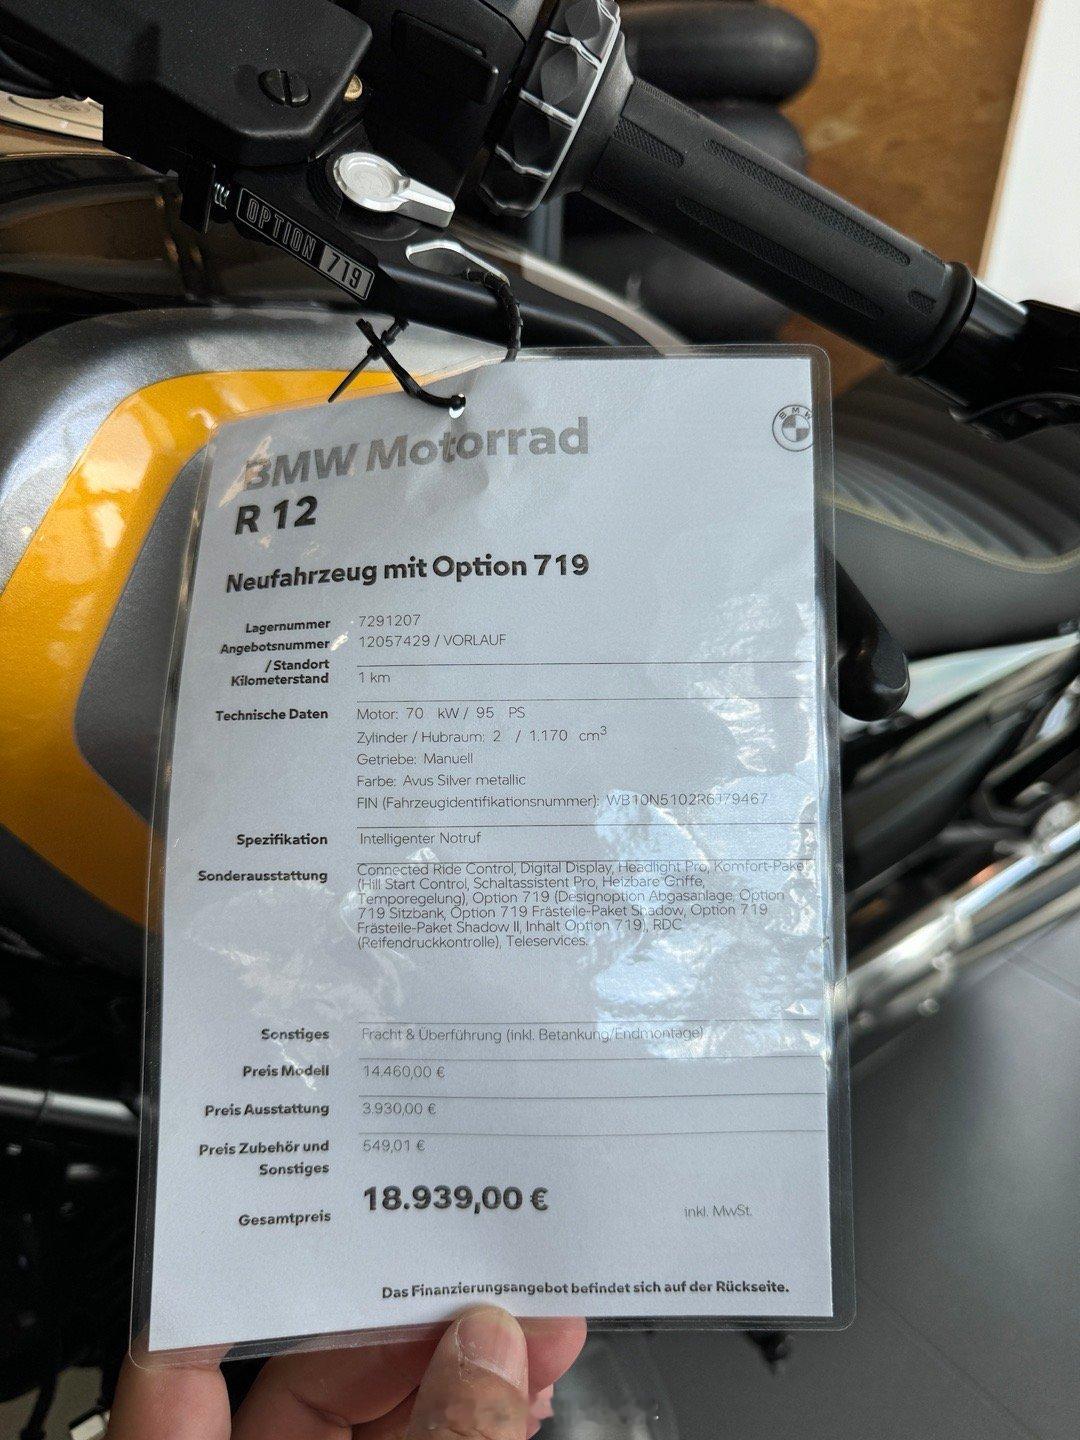 OPTION 719
BMW
BMW Motorrad
R 12
Neufahrzeug mit Option 719
Lagernummer 7291207
Angebotsnummer 12057429 / VORLAUF
/ Standort
Kilometerstand 1 km
Technische Daten Motor: 70 kW / 95 PS
Zylinder / Hubraum: 2 / 1.170 cm³
Getriebe: Manuell
Farbe: Avus Silver metallic
FIN (Fahrzeugidentifikationsnummer):
Spezifikation Intelligenter Notruf
Sonderausstattung Connected Ride Control, Digital Display, Headlight Pro, Komfort-Paket
(Hill Start Control, Schaltassistent Pro, Heizbare Griffe,
Temporegelung), Option 719 (Designoption Abgasanlage, Option
719 Sitzbank, Option 719 Frästeile-Paket Shadow, Option 719
Frästeile-Paket Shadow II, Inhalt Option 719), RDC
(Reifendruckkontrolle), Teleservices.
Sonstiges Fracht & Überführung (inkl. Betankung/Endmontage)
Preis Modell 14.460,00 €
Preis Ausstattung 3.930,00 €
Preis Zubehör und 549,01 €
Sonstiges
Gesamtpreis 18.939,00 € inkl. MwSt.
Das Finanzierungsangebot befindet sich auf der Rückseite.